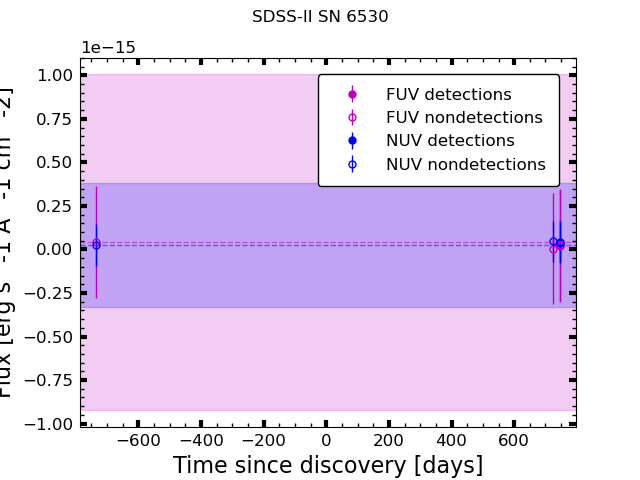 SDSS-II SN 6530
1e−15
1.00
0.75
0.50
0.25
0.00
−0.25
−0.50
−0.75
−1.00
Flux [erg s -1 A -1 cm -2]
FUV detections
FUV nondetections
NUV detections
NUV nondetections
−600 −400 −200 0 200 400 600
Time since discovery [days]